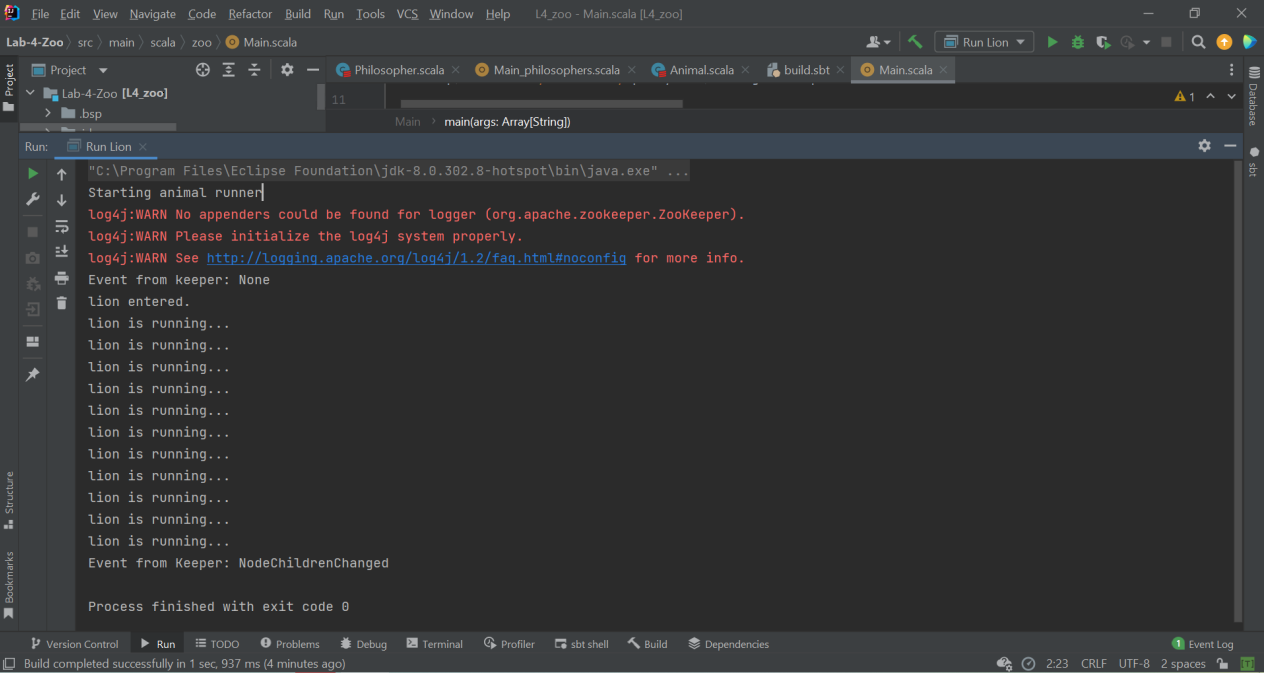 File Edit View Navigate Code Refactor Build Run Tools VCS Window Help L4_zoo - Main.scala [L4_zoo]
Lab-4-Zoo src main scala zoo Main.scala Run Lion
Project Philosopher.scala Main_philosophers.scala Animal.scala build.sbt Main.scala
Project
Lab-4-Zoo [L4_zoo] 11 1
.bsp
Main main(args: Array[String])
Database
Run: Run Lion
sbt
"C:\Program Files\Eclipse Foundation\jdk-8.0.302.8-hotspot\bin\java.exe" ...
Starting animal runner
log4j:WARN No appenders could be found for logger (org.apache.zookeeper.ZooKeeper).
log4j:WARN Please initialize the log4j system properly.
log4j:WARN See http://logging.apache.org/log4j/1.2/faq.html#noconfig for more info.
Event from keeper: None
lion entered.
lion is running...
lion is running...
lion is running...
lion is running...
lion is running...
lion is running...
lion is running...
lion is running...
lion is running...
lion is running...
lion is running...
Event from Keeper: NodeChildrenChanged
Process finished with exit code 0
Structure
Bookmarks
Version Control Run TODO Problems Debug Terminal Profiler sbt shell Build Dependencies 1 Event Log
Build completed successfully in 1 sec, 937 ms (4 minutes ago) 2:23 CRLF UTF-8 2 spaces